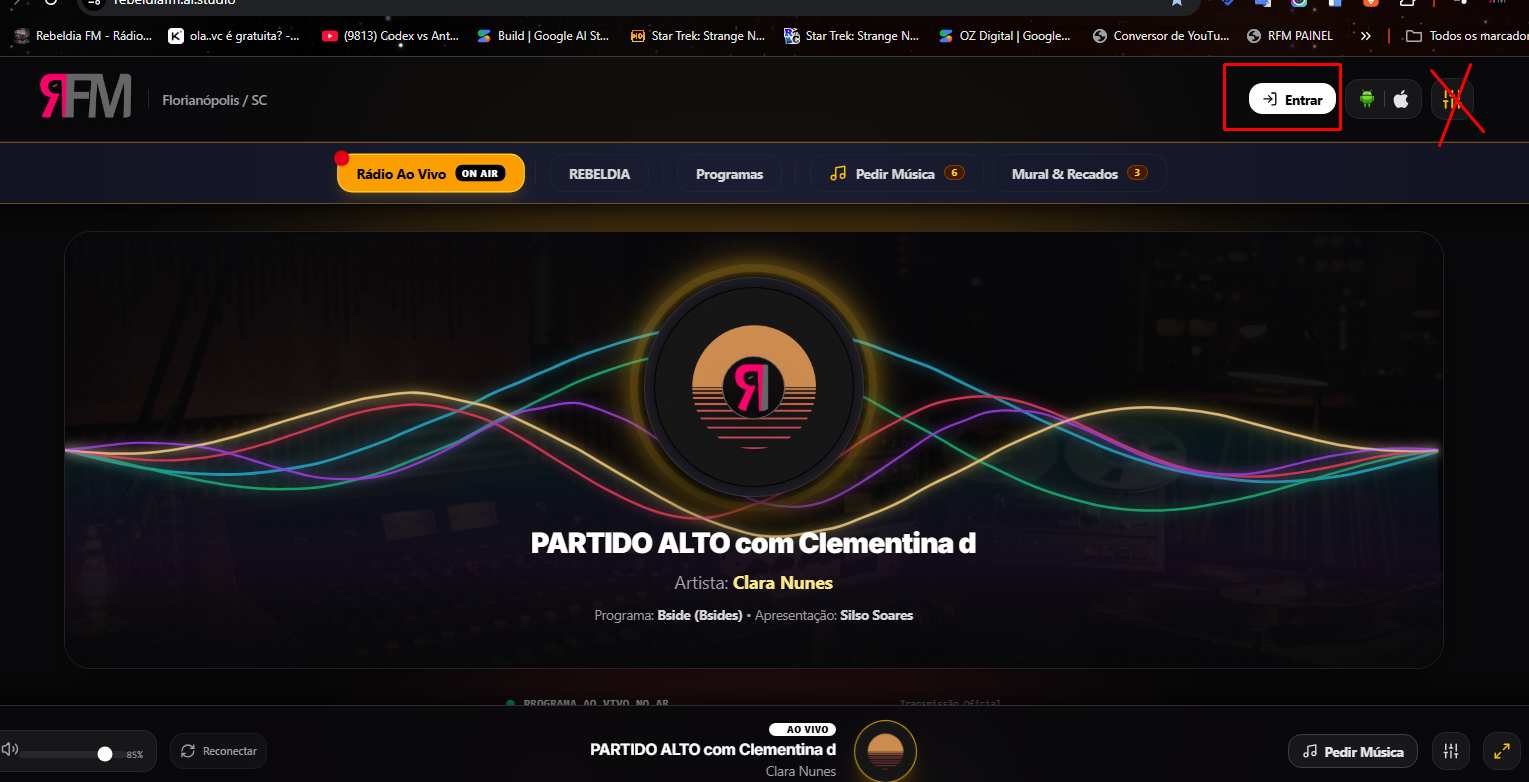 rebeldiafm.ai.studio
Rebeldia FM - Rádio... ola..vc é gratuita? -... (9813) Codex vs Ant... Build | Google AI St... Star Trek: Strange N... Star Trek: Strange N... OZ Digital | Google... Conversor de YouTu... RFM PAINEL » Todos os marcador
RFM Florianópolis / SC Entrar
Rádio Ao Vivo ON AIR REBELDIA Programas Pedir Música 6 Mural & Recados 3
PARTIDO ALTO com Clementina d
Artista: Clara Nunes
Programa: Bside (Bsides) • Apresentação: Silso Soares
PROGRAMA AO VIVO NO AR Transmissão Oficial
AO VIVO
85% Reconectar PARTIDO ALTO com Clementina d Pedir Música
Clara Nunes